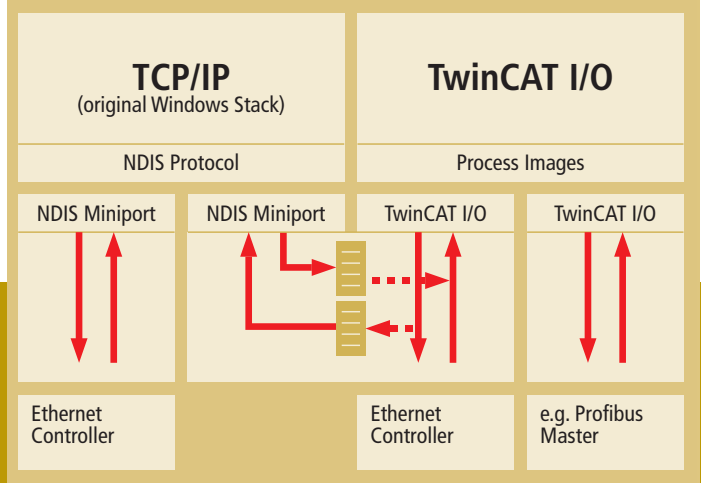 TCP/IP
(original Windows Stack)
TwinCAT I/O
NDIS Protocol
Process Images
NDIS Miniport
NDIS Miniport
TwinCAT I/O
TwinCAT I/O
Ethernet
Controller
Ethernet
Controller
e.g. Profibus
Master